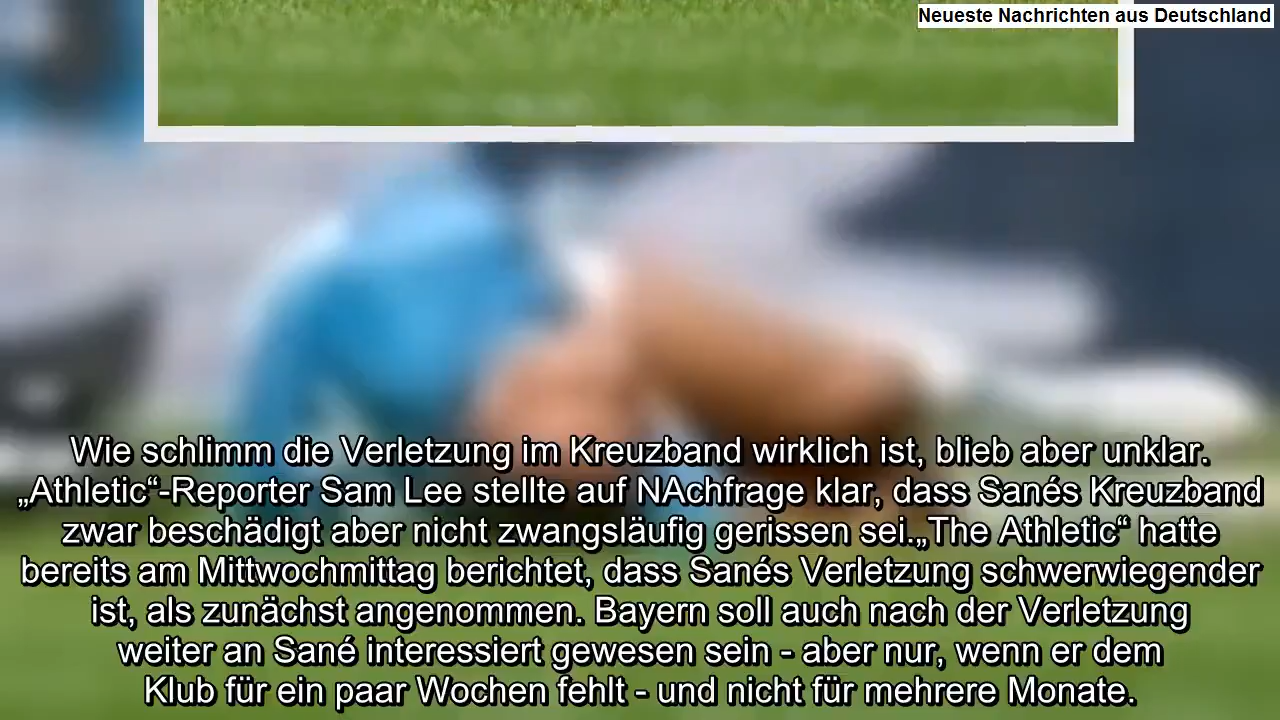 Neueste Nachrichten aus Deutschland
Wie schlimm die Verletzung im Kreuzband wirklich ist, blieb aber unklar.
„Athletic“-Reporter Sam Lee stellte auf NAchfrage klar, dass Sanés Kreuzband
zwar beschädigt aber nicht zwangsläufig gerissen sei.„The Athletic“ hatte
bereits am Mittwochmittag berichtet, dass Sanés Verletzung schwerwiegender
ist, als zunächst angenommen. Bayern soll auch nach der Verletzung
weiter an Sané interessiert gewesen sein - aber nur, wenn er dem
Klub für ein paar Wochen fehlt - und nicht für mehrere Monate.